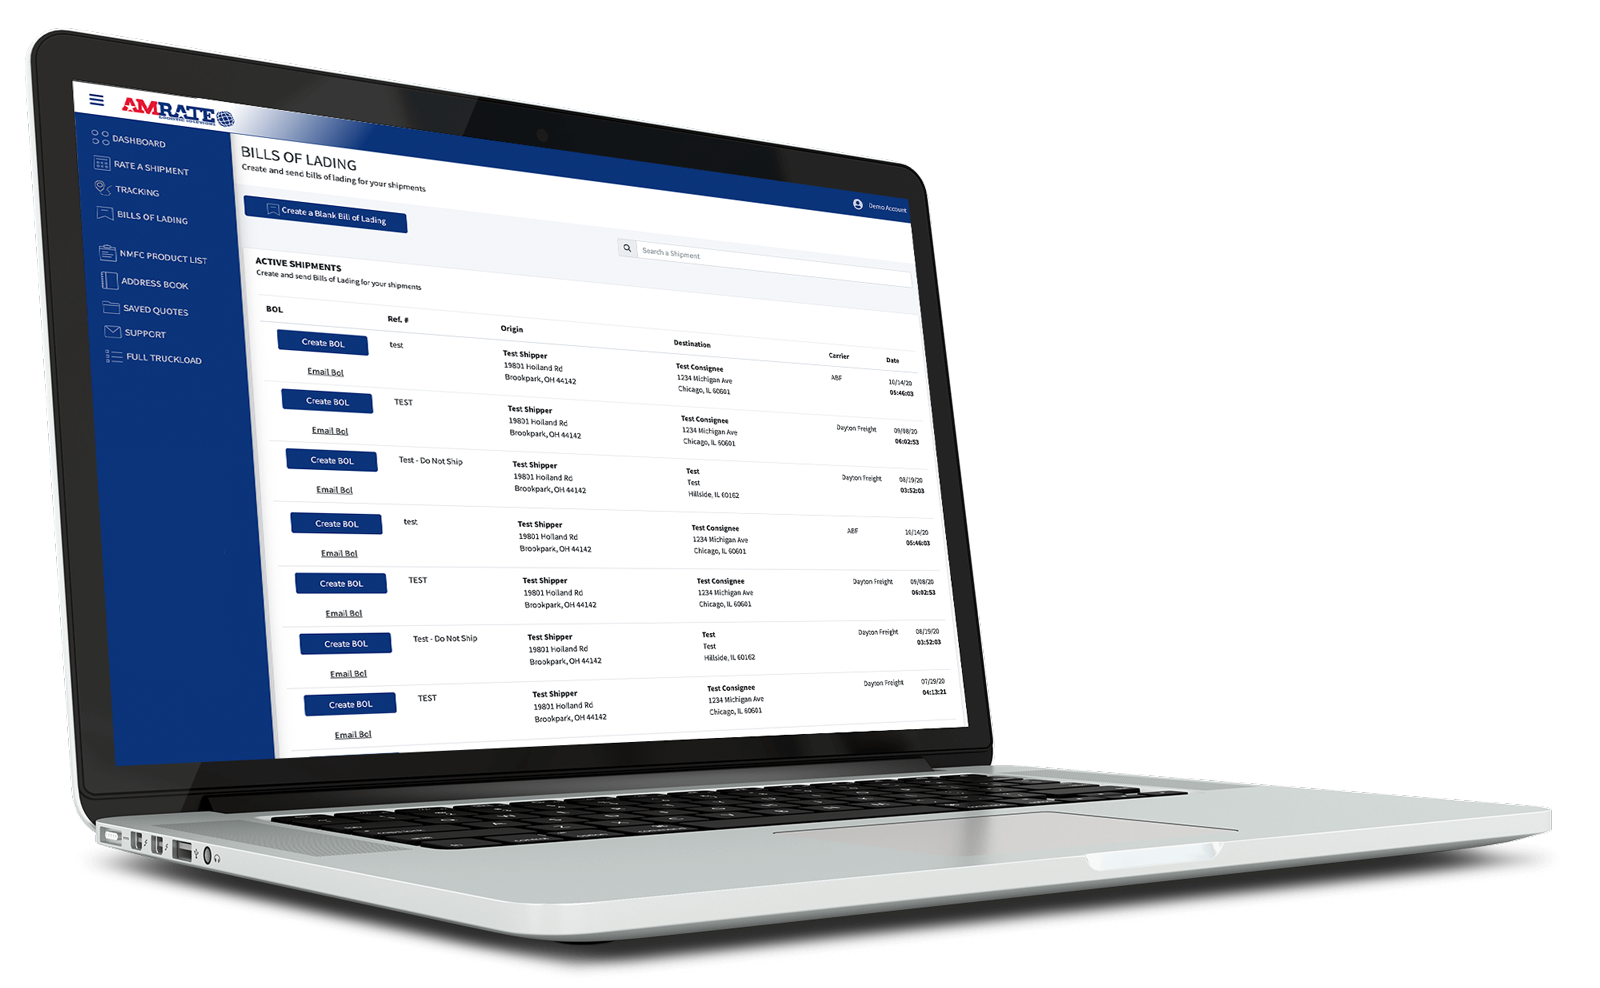 AMRATE
LOGISTIC SOLUTIONS
Demo Account
DASHBOARD
RATE A SHIPMENT
TRACKING
BILLS OF LADING
NMFC PRODUCT LIST
ADDRESS BOOK
SAVED QUOTES
SUPPORT
FULL TRUCKLOAD
BILLS OF LADING
Create and send bills of lading for your shipments
Create a Blank Bill of Lading
Search a Shipment
ACTIVE SHIPMENTS
Create and send Bills of Lading for your shipments
BOL Ref. # Origin Destination Carrier Date
Create BOL test Test Shipper Test Consignee ABF 10/14/20
19801 Holland Rd 1234 Michigan Ave 05:46:03
Email Bol Brookpark, OH 44142 Chicago, IL 60601
Create BOL TEST Test Shipper Test Consignee Dayton Freight 09/08/20
19801 Holland Rd 1234 Michigan Ave 06:02:53
Email Bol Brookpark, OH 44142 Chicago, IL 60601
Create BOL Test - Do Not Ship Test Shipper Test Dayton Freight 08/19/20
19801 Holland Rd Test 03:52:03
Email Bol Brookpark, OH 44142 Hillside, IL 60162
Create BOL test Test Shipper Test Consignee ABF 10/14/20
19801 Holland Rd 1234 Michigan Ave 05:46:03
Email Bol Brookpark, OH 44142 Chicago, IL 60601
Create BOL TEST Test Shipper Test Consignee Dayton Freight 09/08/20
19801 Holland Rd 1234 Michigan Ave 06:02:53
Email Bol Brookpark, OH 44142 Chicago, IL 60601
Create BOL Test - Do Not Ship Test Shipper Test Dayton Freight 08/19/20
19801 Holland Rd Test 03:52:03
Email Bol Brookpark, OH 44142 Hillside, IL 60162
Create BOL TEST Test Shipper Test Consignee Dayton Freight 07/29/20
19801 Holland Rd 1234 Michigan Ave 04:13:21
Email Bol Brookpark, OH 44142 Chicago, IL 60601